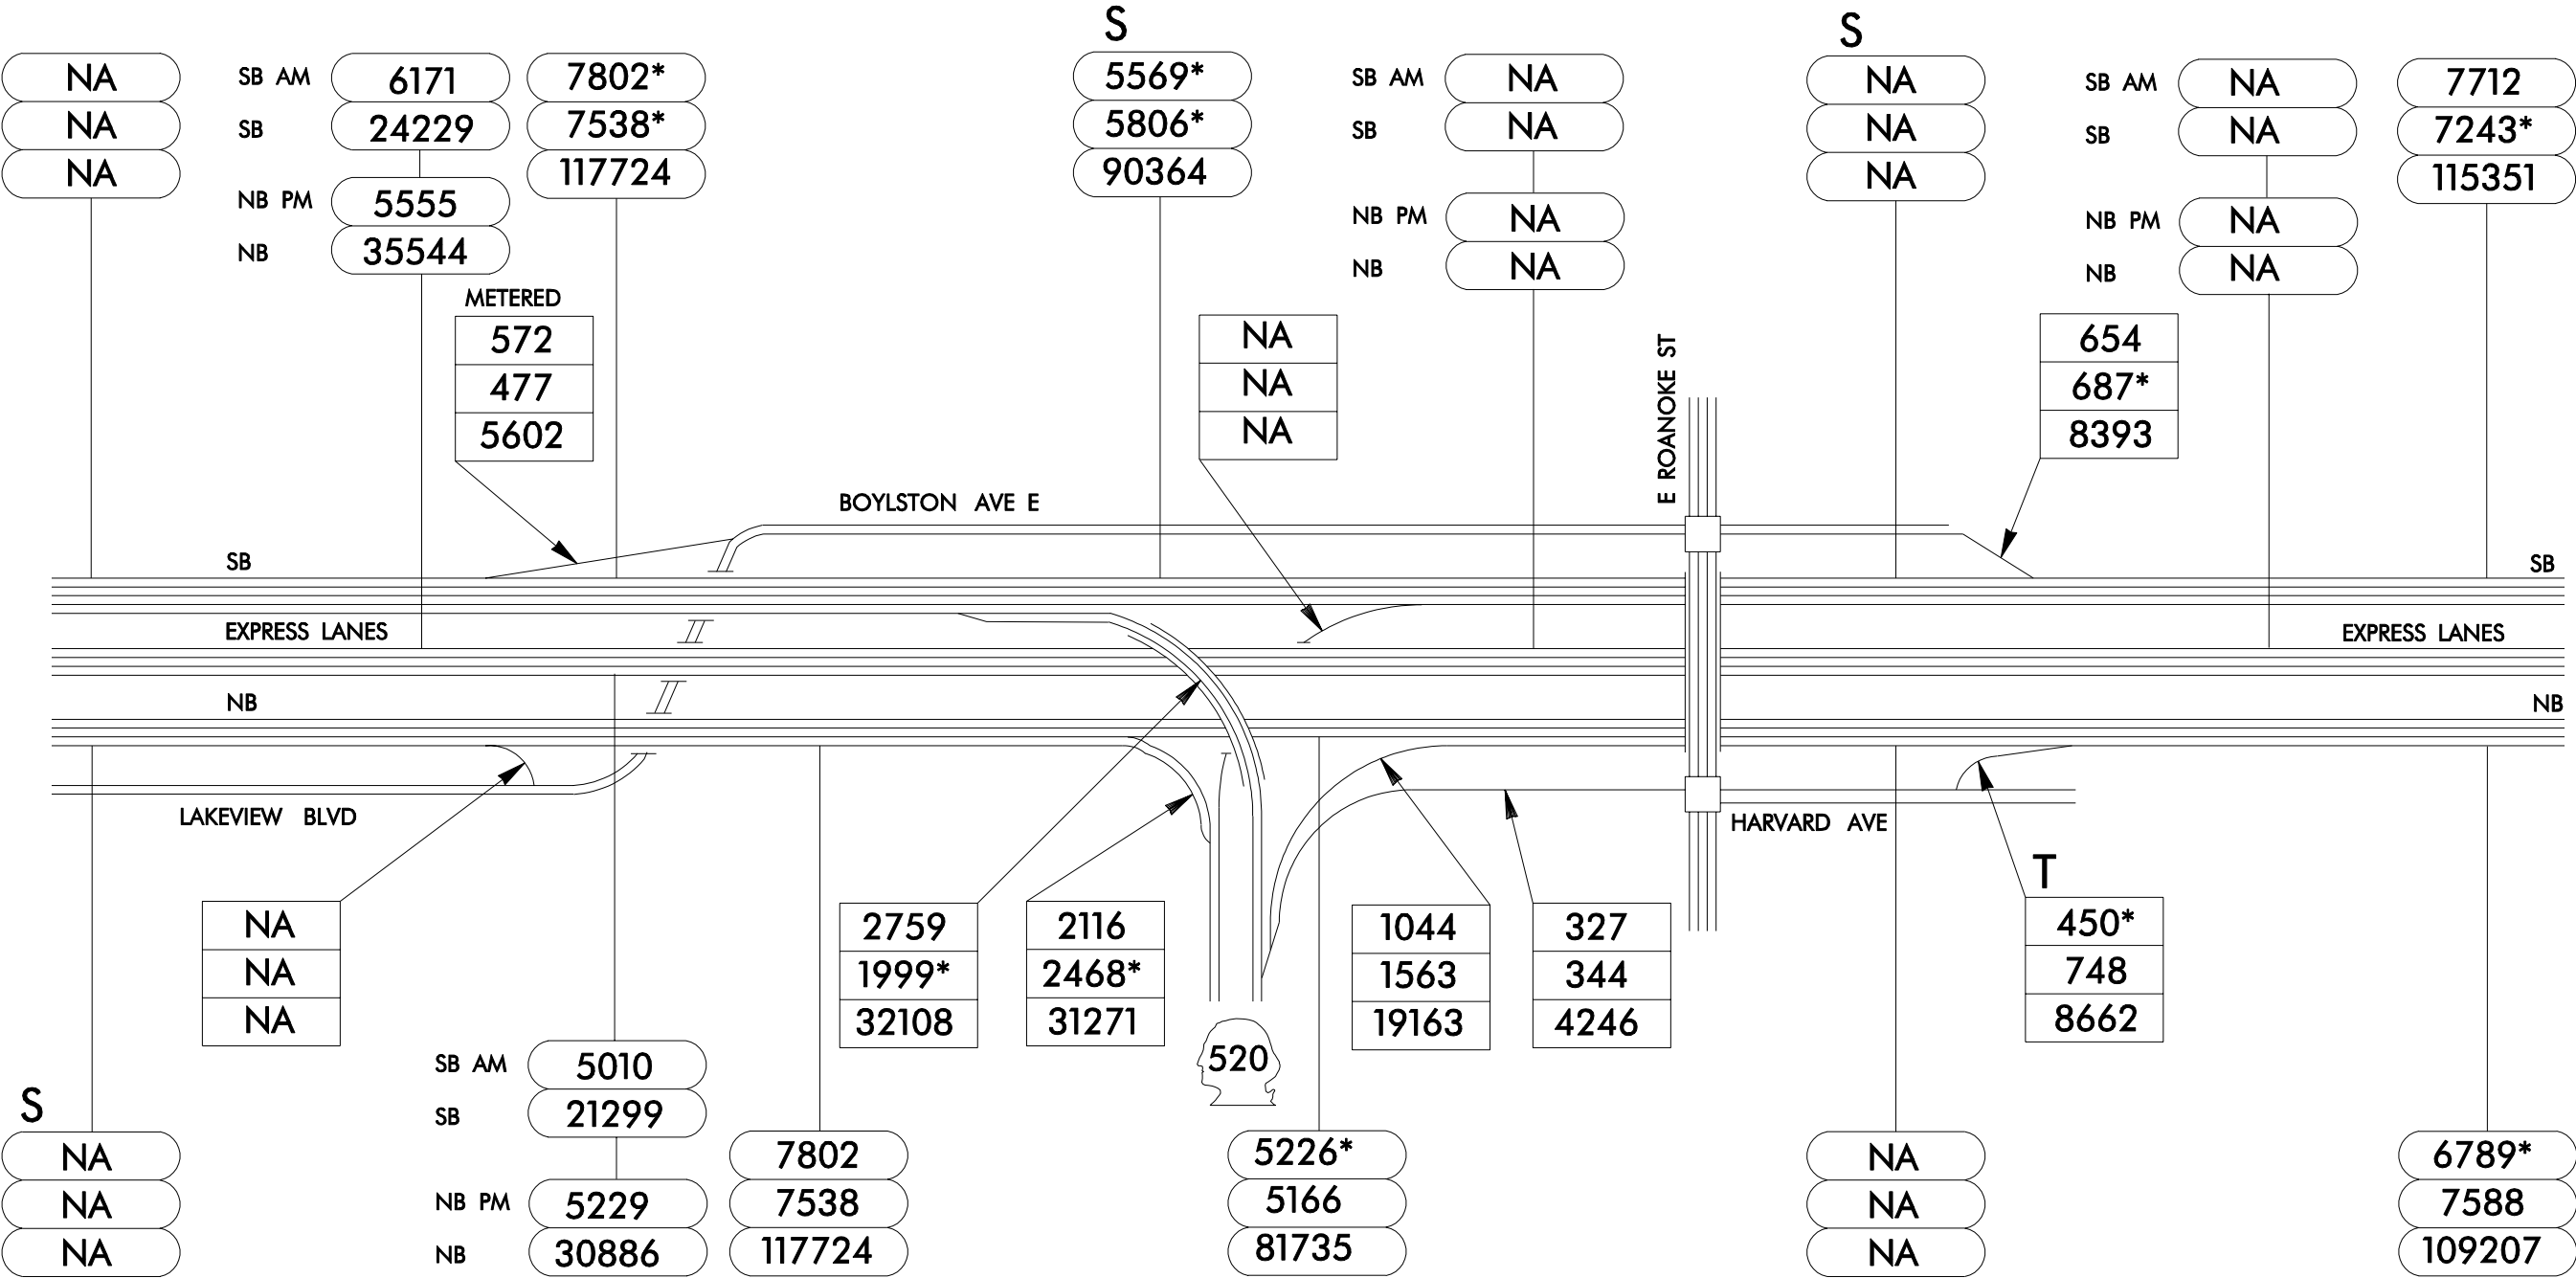 S
S
NA
NA
NA
SB AM 6171
SB 24229
NB PM 5555
NB 35544
7802*
7538*
117724
5569*
5806*
90364
SB AM NA
SB NA
NB PM NA
NB NA
NA
NA
NA
SB AM NA
SB NA
NB PM NA
NB NA
7712
7243*
115351
METERED
572
477
5602
NA
NA
NA
E ROANOKE ST
654
687*
8393
BOYLSTON AVE E
SB
SB
EXPRESS LANES
EXPRESS LANES
NB
NB
LAKEVIEW BLVD
HARVARD AVE
NA
NA
NA
2759
1999*
32108
2116
2468*
31271
520
1044
1563
19163
327
344
4246
T
450*
748
8662
S
NA
NA
NA
SB AM 5010
SB 21299
NB PM 5229
NB 30886
7802
7538
117724
5226*
5166
81735
NA
NA
NA
6789*
7588
109207